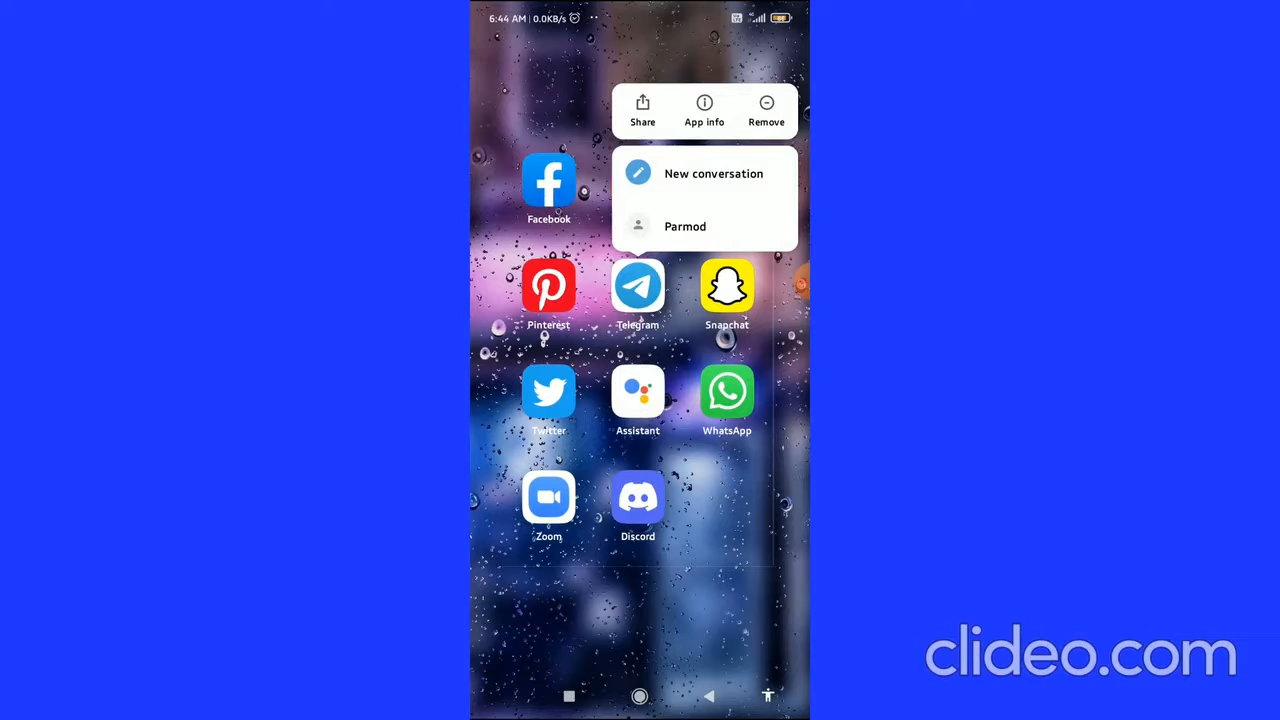 6:44 AM | 0.0KB/s
Share
App info
Remove
New conversation
Parmod
Facebook
Pinterest
Telegram
Snapchat
Twitter
Assistant
WhatsApp
Zoom
Discord
clideo.com